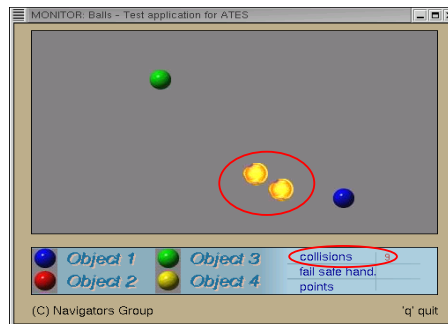 MONITOR: Balls - Test application for ATES
Object 1
Object 3
collisions 9
Object 2
Object 4
fail safe hand.
points
(C) Navigators Group
'q' quit